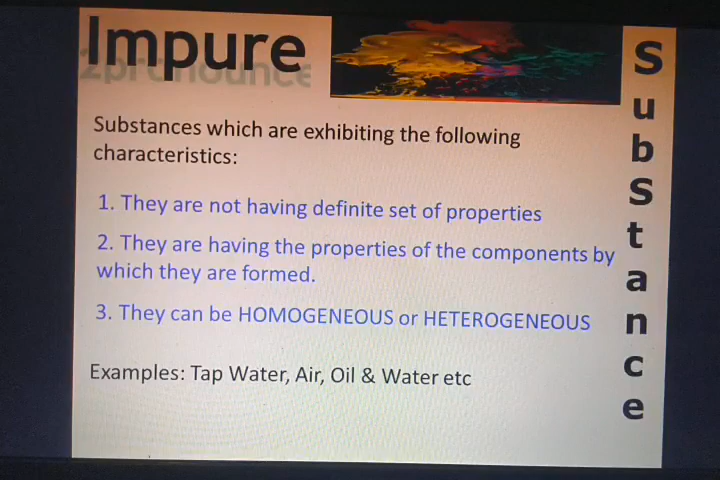 Impure
2pronounce
Substance
Substances which are exhibiting the following
characteristics:
1. They are not having definite set of properties
2. They are having the properties of the components by
which they are formed.
3. They can be HOMOGENEOUS or HETEROGENEOUS
Examples: Tap Water, Air, Oil & Water etc